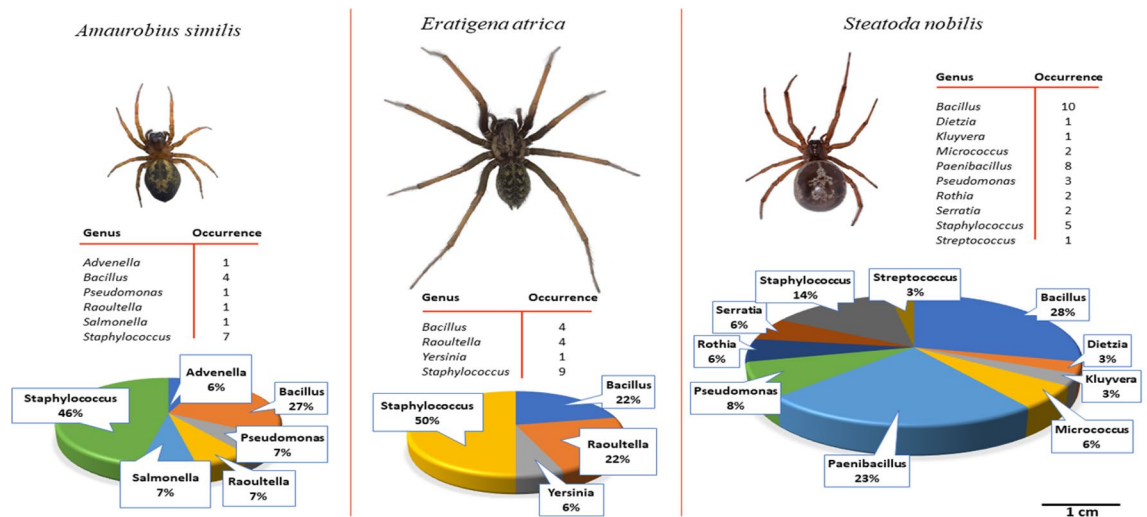 Amaurobius similis
Genus Occurrence
Advenella 1
Bacillus 4
Pseudomonas 1
Raoultella 1
Salmonella 1
Staphylococcus 7
Advenella
6%
Bacillus
27%
Pseudomonas
7%
Raoultella
7%
Salmonella
7%
Staphylococcus
46%
Eratigena atrica
Genus Occurrence
Bacillus 4
Raoultella 4
Yersinia 1
Staphylococcus 9
Bacillus
22%
Raoultella
22%
Yersinia
6%
Staphylococcus
50%
Steatoda nobilis
Genus Occurrence
Bacillus 10
Dietzia 1
Kluyvera 1
Micrococcus 2
Paenibacillus 8
Pseudomonas 3
Rothia 2
Serratia 2
Staphylococcus 5
Streptococcus 1
Bacillus
28%
Dietzia
3%
Kluyvera
3%
Micrococcus
6%
Paenibacillus
23%
Pseudomonas
8%
Rothia
6%
Serratia
6%
Staphylococcus
14%
Streptococcus
3%
1 cm